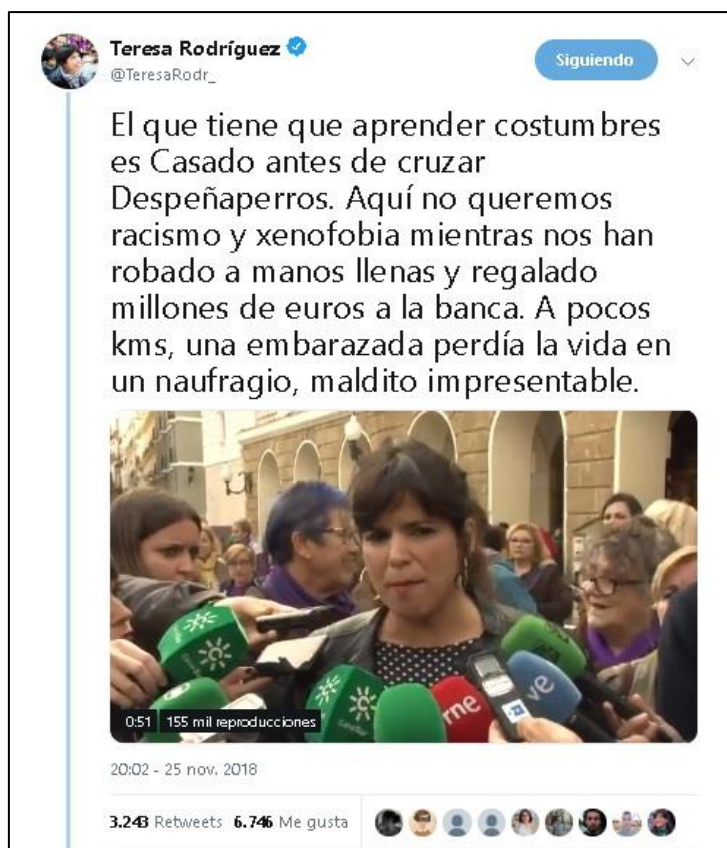 Teresa Rodríguez
@TeresaRodr_
Siguiendo
El que tiene que aprender costumbres
es Casado antes de cruzar
Despeñaperros. Aquí no queremos
racismo y xenofobia mientras nos han
robado a manos llenas y regalado
millones de euros a la banca. A pocos
kms, una embarazada perdía la vida en
un naufragio, maldito impresentable.
rne
ve
0:51 155 mil reproducciones
20:02 - 25 nov. 2018
3.243 Retweets 6.746 Me gusta